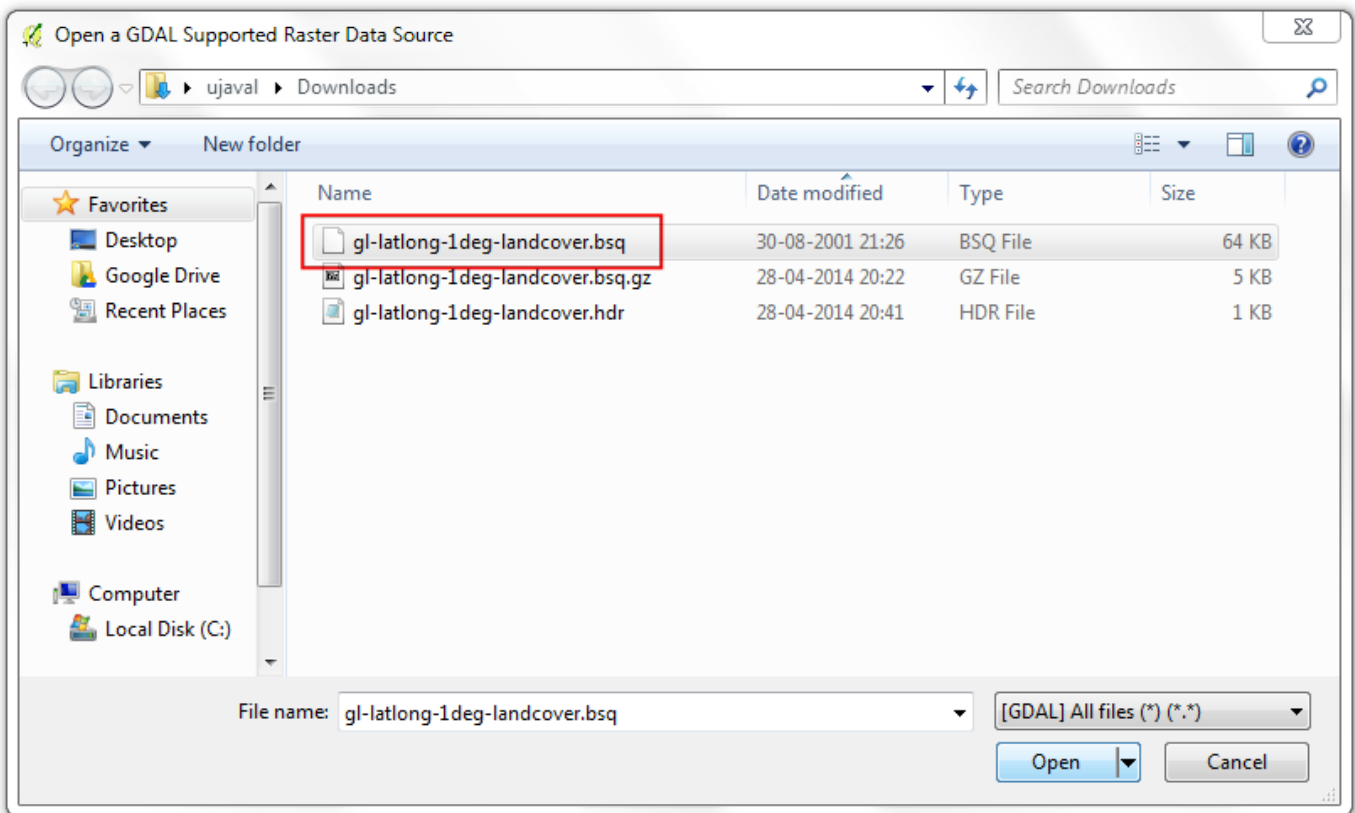 Open a GDAL Supported Raster Data Source
ujaval Downloads
Search Downloads
Organize New folder
Favorites
Desktop
Google Drive
Recent Places
Libraries
Documents
Music
Pictures
Videos
Computer
Local Disk (C:)
Name Date modified Type Size
gl-latlong-1deg-landcover.bsq 30-08-2001 21:26 BSQ File 64 KB
gl-latlong-1deg-landcover.bsq.gz 28-04-2014 20:22 GZ File 5 KB
gl-latlong-1deg-landcover.hdr 28-04-2014 20:41 HDR File 1 KB
File name: gl-latlong-1deg-landcover.bsq [GDAL] All files (*) (*.*)
Open Cancel